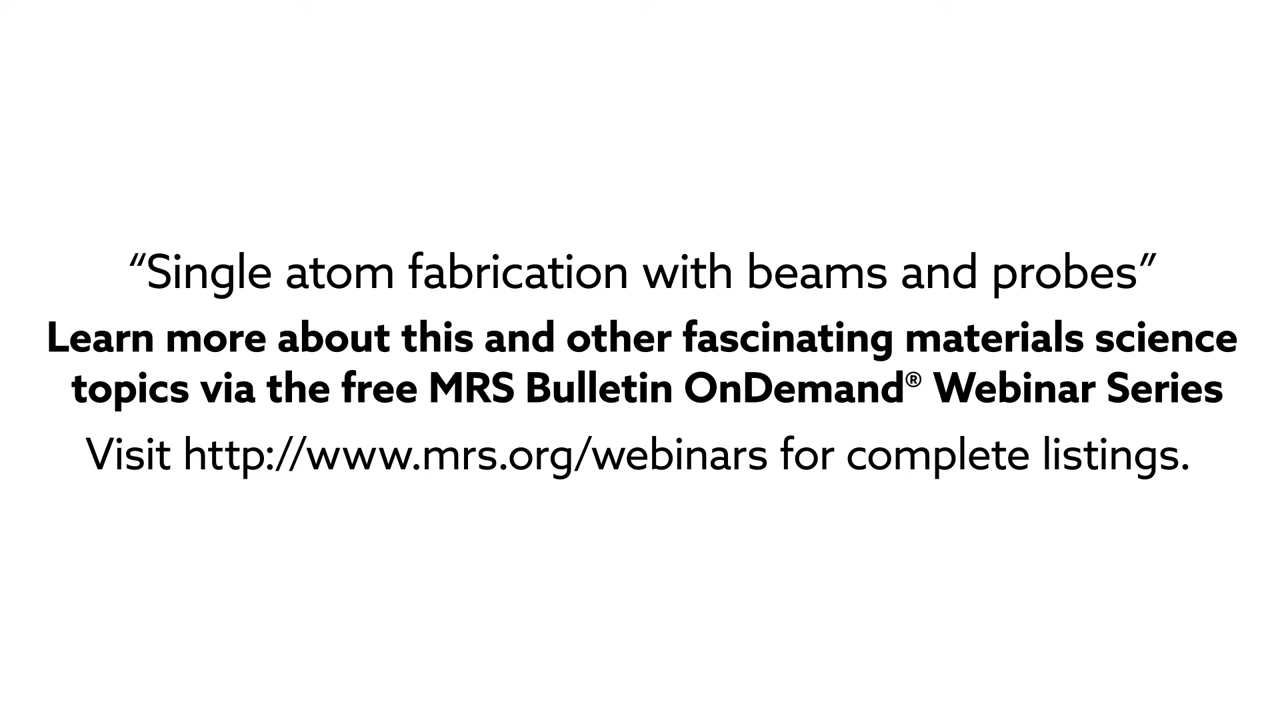 “Single atom fabrication with beams and probes”
Learn more about this and other fascinating materials science
topics via the free MRS Bulletin OnDemand® Webinar Series
Visit http://www.mrs.org/webinars for complete listings.